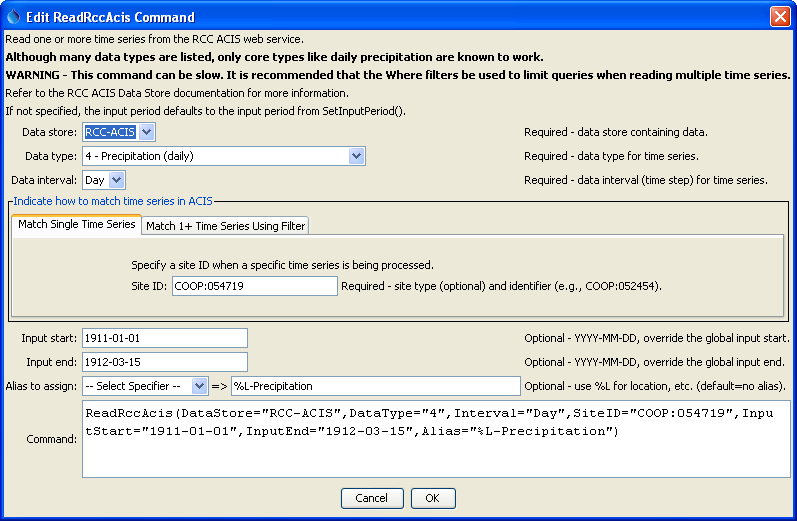 Edit ReadRccAcis Command
Read one or more time series from the RCC ACIS web service.
Although many data types are listed, only core types like daily precipitation are known to work.
WARNING - This command can be slow. It is recommended that the Where filters be used to limit queries when reading multiple time series.
Refer to the RCC ACIS Data Store documentation for more information.
If not specified, the input period defaults to the input period from SetInputPeriod().
Data store: RCC-ACIS Required - data store containing data.
Data type: 4 - Precipitation (daily) Required - data type for time series.
Data interval: Day Required - data interval (time step) for time series.
Indicate how to match time series in ACIS
Match Single Time Series Match 1+ Time Series Using Filter
Specify a site ID when a specific time series is being processed.
Site ID: COOP:054719 Required - site type (optional) and identifier (e.g., COOP:052454).
Input start: 1911-01-01 Optional - YYYY-MM-DD, override the global input start.
Input end: 1912-03-15 Optional - YYYY-MM-DD, override the global input end.
Alias to assign: -- Select Specifier -- => %L-Precipitation Optional - use %L for location, etc. (default=no alias).
ReadRccAcis(DataStore="RCC-ACIS",DataType="4",Interval="Day",SiteID="COOP:054719",Inpu
tStart="1911-01-01",InputEnd="1912-03-15",Alias="%L-Precipitation")
Command:
Cancel OK